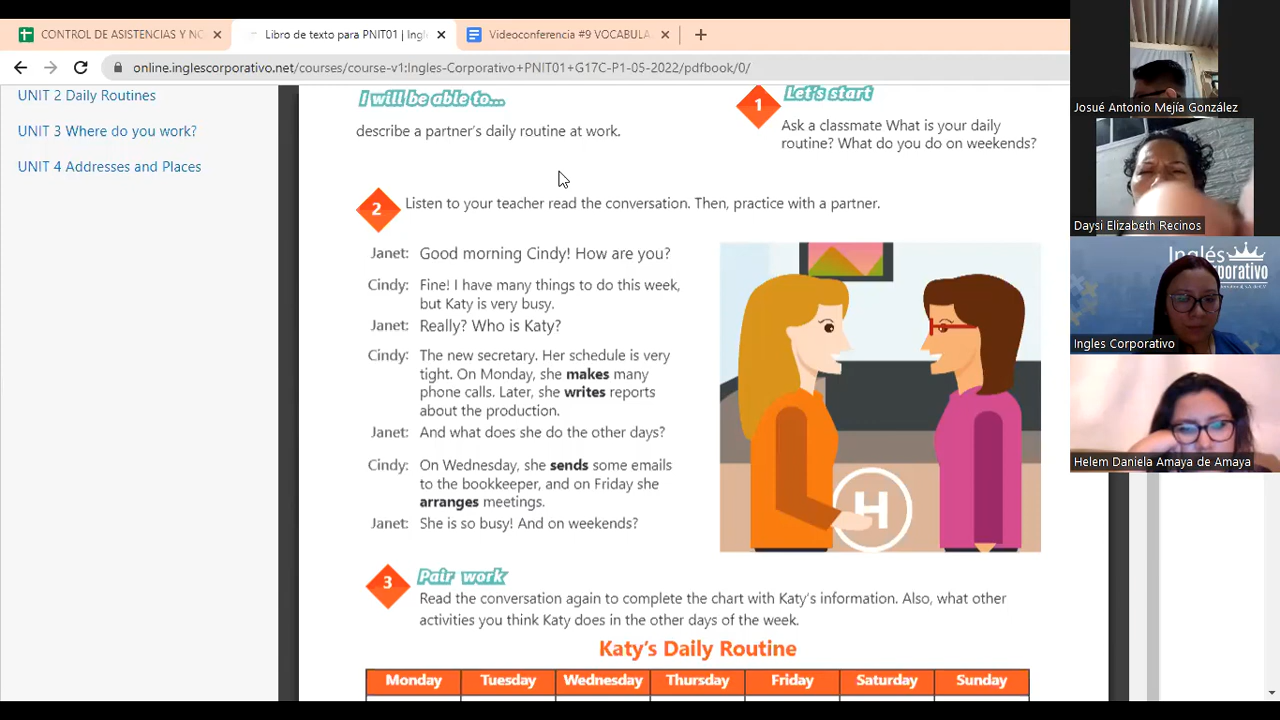 CONTROL DE ASISTENCIAS Y NO
Libro de texto para PNIT01 | Ingl
Videoconferencia #9 VOCABULA
online.inglescorporativo.net/courses/course-v1:Ingles-Corporativo+PNIT01+G17C-P1-05-2022/pdfbook/0/
UNIT 2 Daily Routines
UNIT 3 Where do you work?
UNIT 4 Addresses and Places
I will be able to...
describe a partner's daily routine at work.
1
Let's start
Ask a classmate What is your daily
routine? What do you do on weekends?
2
Listen to your teacher read the conversation. Then, practice with a partner.
Janet: Good morning Cindy! How are you?
Cindy: Fine! I have many things to do this week,
but Katy is very busy.
Janet: Really? Who is Katy?
Cindy: The new secretary. Her schedule is very
tight. On Monday, she makes many
phone calls. Later, she writes reports
about the production.
Janet: And what does she do the other days?
Cindy: On Wednesday, she sends some emails
to the bookkeeper, and on Friday she
arranges meetings.
Janet: She is so busy! And on weekends?
H
3
Pair work
Read the conversation again to complete the chart with Katy's information. Also, what other
activities you think Katy does in the other days of the week.
Katy's Daily Routine
Monday Tuesday Wednesday Thursday Friday Saturday Sunday
Josué Antonio Mejía González
Daysi Elizabeth Recinos
Inglés
Ingles Corporativo
Helem Daniela Amaya de Amaya